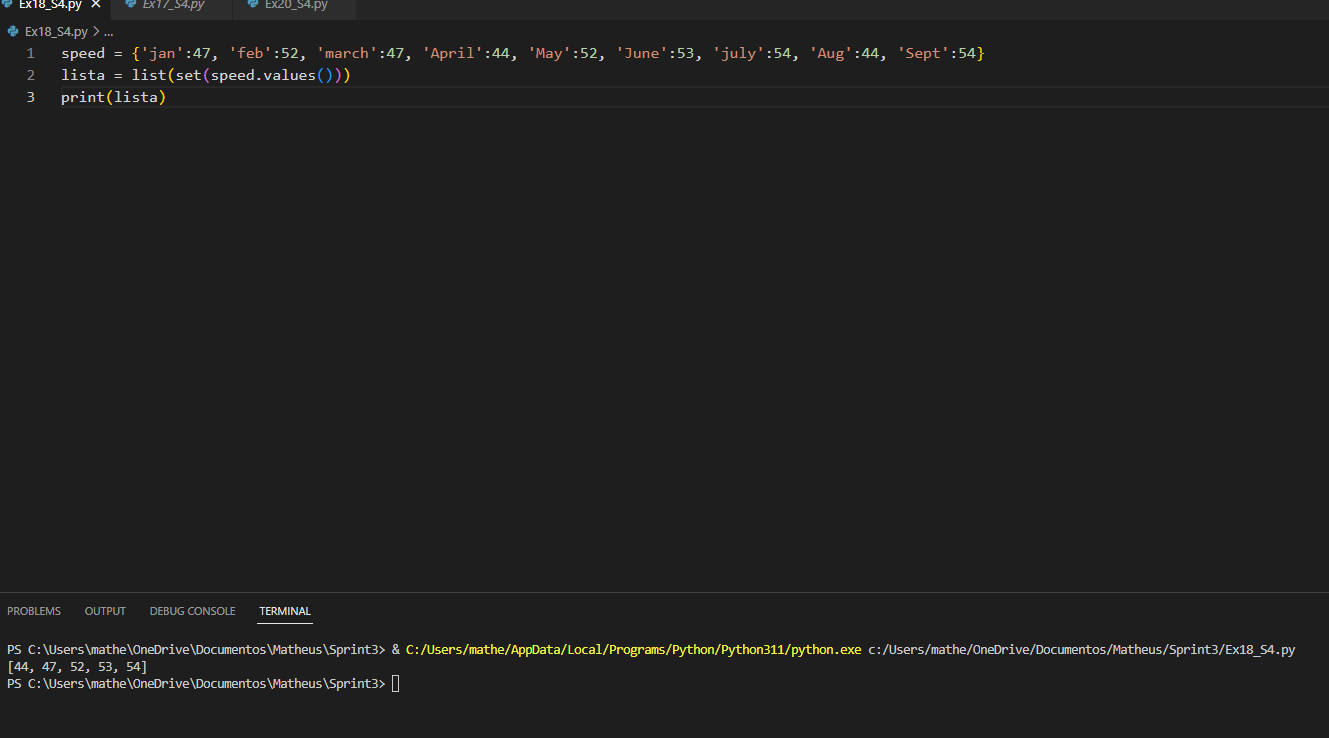 Ex18_S4.py Ex17_S4.py Ex20_S4.py
Ex18_S4.py > ...
1 speed = {'jan':47, 'feb':52, 'march':47, 'April':44, 'May':52, 'June':53, 'july':54, 'Aug':44, 'Sept':54}
2 lista = list(set(speed.values()))
3 print(lista)
PROBLEMS OUTPUT DEBUG CONSOLE TERMINAL
PS C:\Users\mathe\OneDrive\Documentos\Matheus\Sprint3> & C:/Users/mathe/AppData/Local/Programs/Python/Python311/python.exe c:/Users/mathe/OneDrive/Documentos/Matheus/Sprint3/Ex18_S4.py
[44, 47, 52, 53, 54]
PS C:\Users\mathe\OneDrive\Documentos\Matheus\Sprint3>